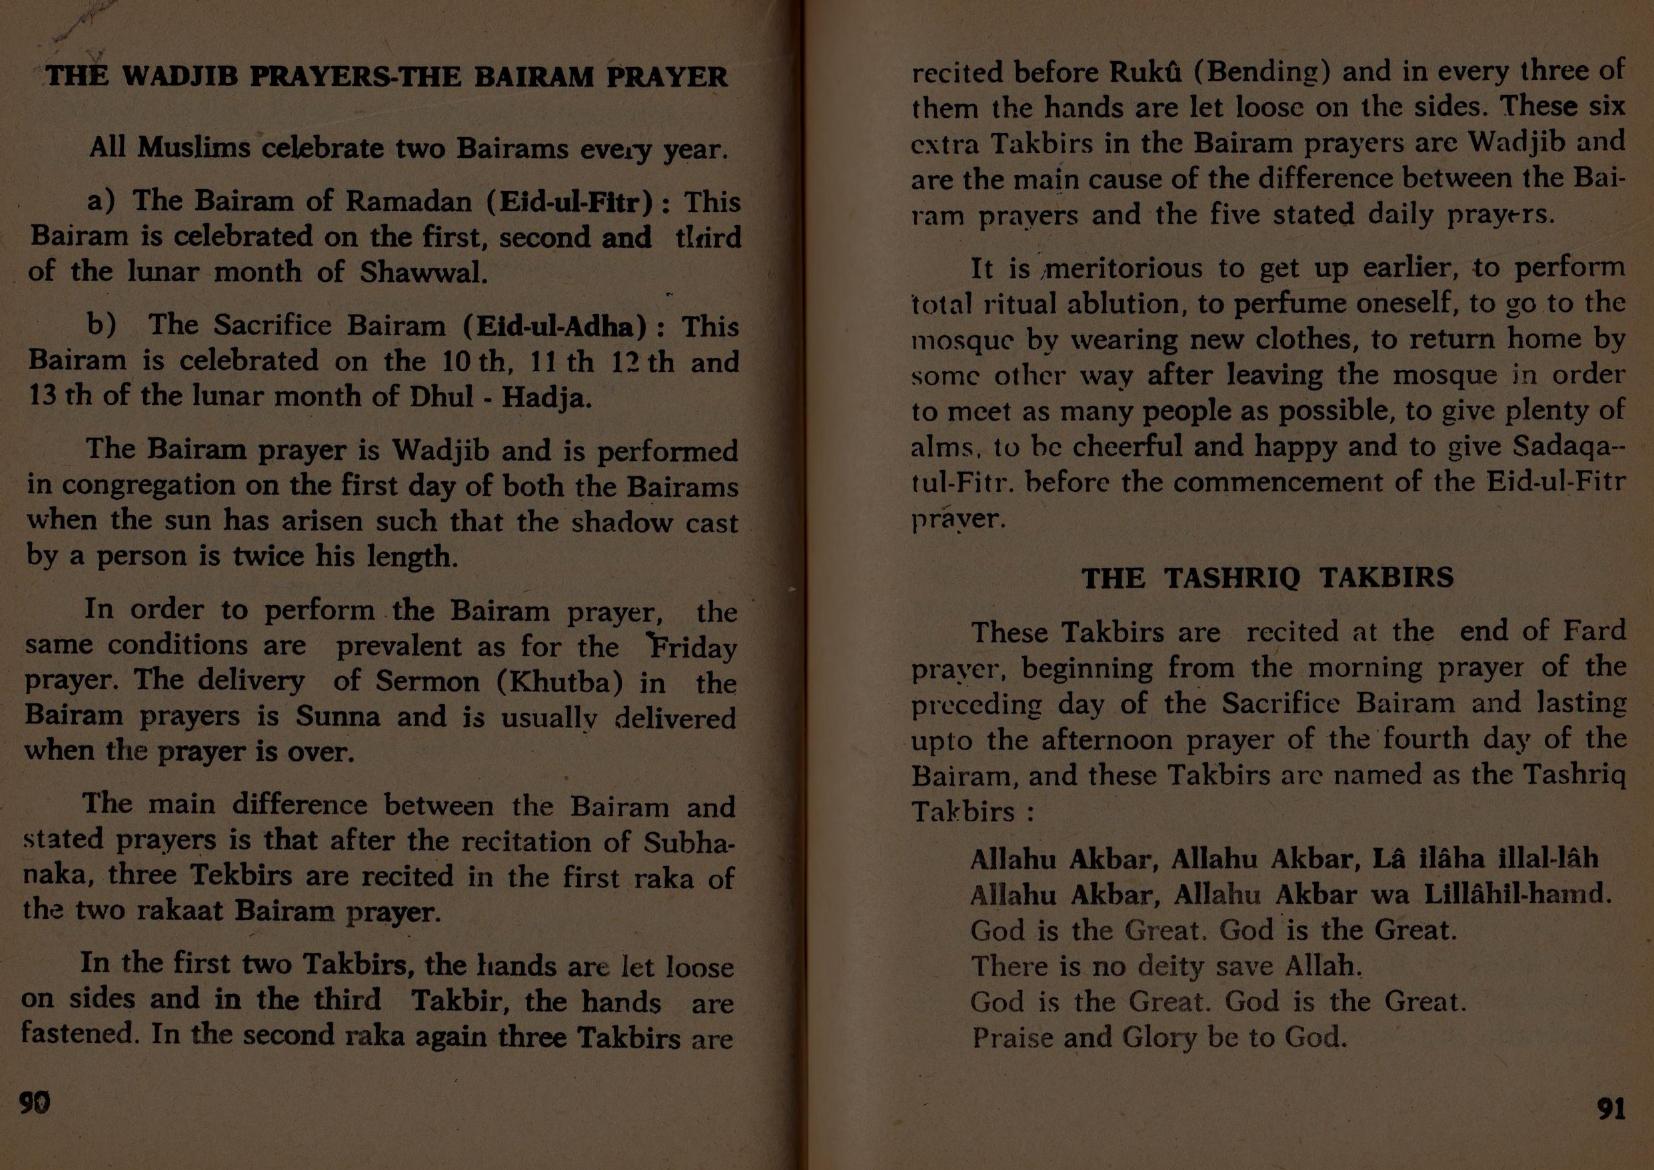 THE WADJIB PRAYERS-THE BAIRAM PRAYER
All Muslims celebrate two Bairams every year.
a) The Bairam of Ramadan (Eid-ul-Fitr) : This
Bairam is celebrated on the first, second and third
of the lunar month of Shawwal.
b) The Sacrifice Bairam (Eid-ul-Adha) : This
Bairam is celebrated on the 10 th, 11 th 12 th and
13 th of the lunar month of Dhul - Hadja.
The Bairam prayer is Wadjib and is performed
in congregation on the first day of both the Bairams
when the sun has arisen such that the shadow cast
by a person is twice his length.
In order to perform the Bairam prayer, the
same conditions are prevalent as for the Friday
prayer. The delivery of Sermon (Khutba) in the
Bairam prayers is Sunna and is usually delivered
when the prayer is over.
The main difference between the Bairam and
stated prayers is that after the recitation of Subha-
naka, three Tekbirs are recited in the first raka of
the two rakaat Bairam prayer.
In the first two Takbirs, the hands are let loose
on sides and in the third Takbir, the hands are
fastened. In the second raka again three Takbirs are
90
recited before Rukû (Bending) and in every three of
them the hands are let loose on the sides. These six
extra Takbirs in the Bairam prayers are Wadjib and
are the main cause of the difference between the Bai-
ram prayers and the five stated daily prayers.
It is meritorious to get up earlier, to perform
total ritual ablution, to perfume oneself, to go to the
mosque by wearing new clothes, to return home by
some other way after leaving the mosque in order
to meet as many people as possible, to give plenty of
alms, to be cheerful and happy and to give Sadaqa--
tul-Fitr. before the commencement of the Eid-ul-Fitr
prayer.
THE TASHRIQ TAKBIRS
These Takbirs are recited at the end of Fard
prayer, beginning from the morning prayer of the
preceding day of the Sacrifice Bairam and lasting
upto the afternoon prayer of the fourth day of the
Bairam, and these Takbirs are named as the Tashriq
Takbirs :
Allahu Akbar, Allahu Akbar, Lâ ilâha illal-lâh
Allahu Akbar, Allahu Akbar wa Lillâhil-hamd.
God is the Great. God is the Great.
There is no deity save Allah.
God is the Great. God is the Great.
Praise and Glory be to God.
91